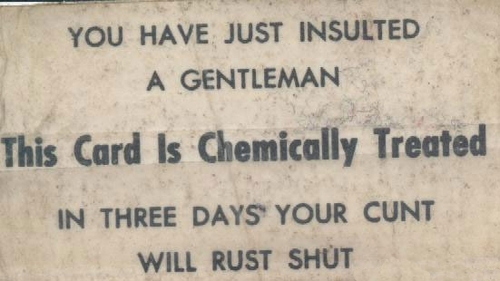 YOU HAVE JUST INSULTED
A GENTLEMAN
This Card Is Chemically Treated
IN THREE DAYS YOUR CUNT
WILL RUST SHUT